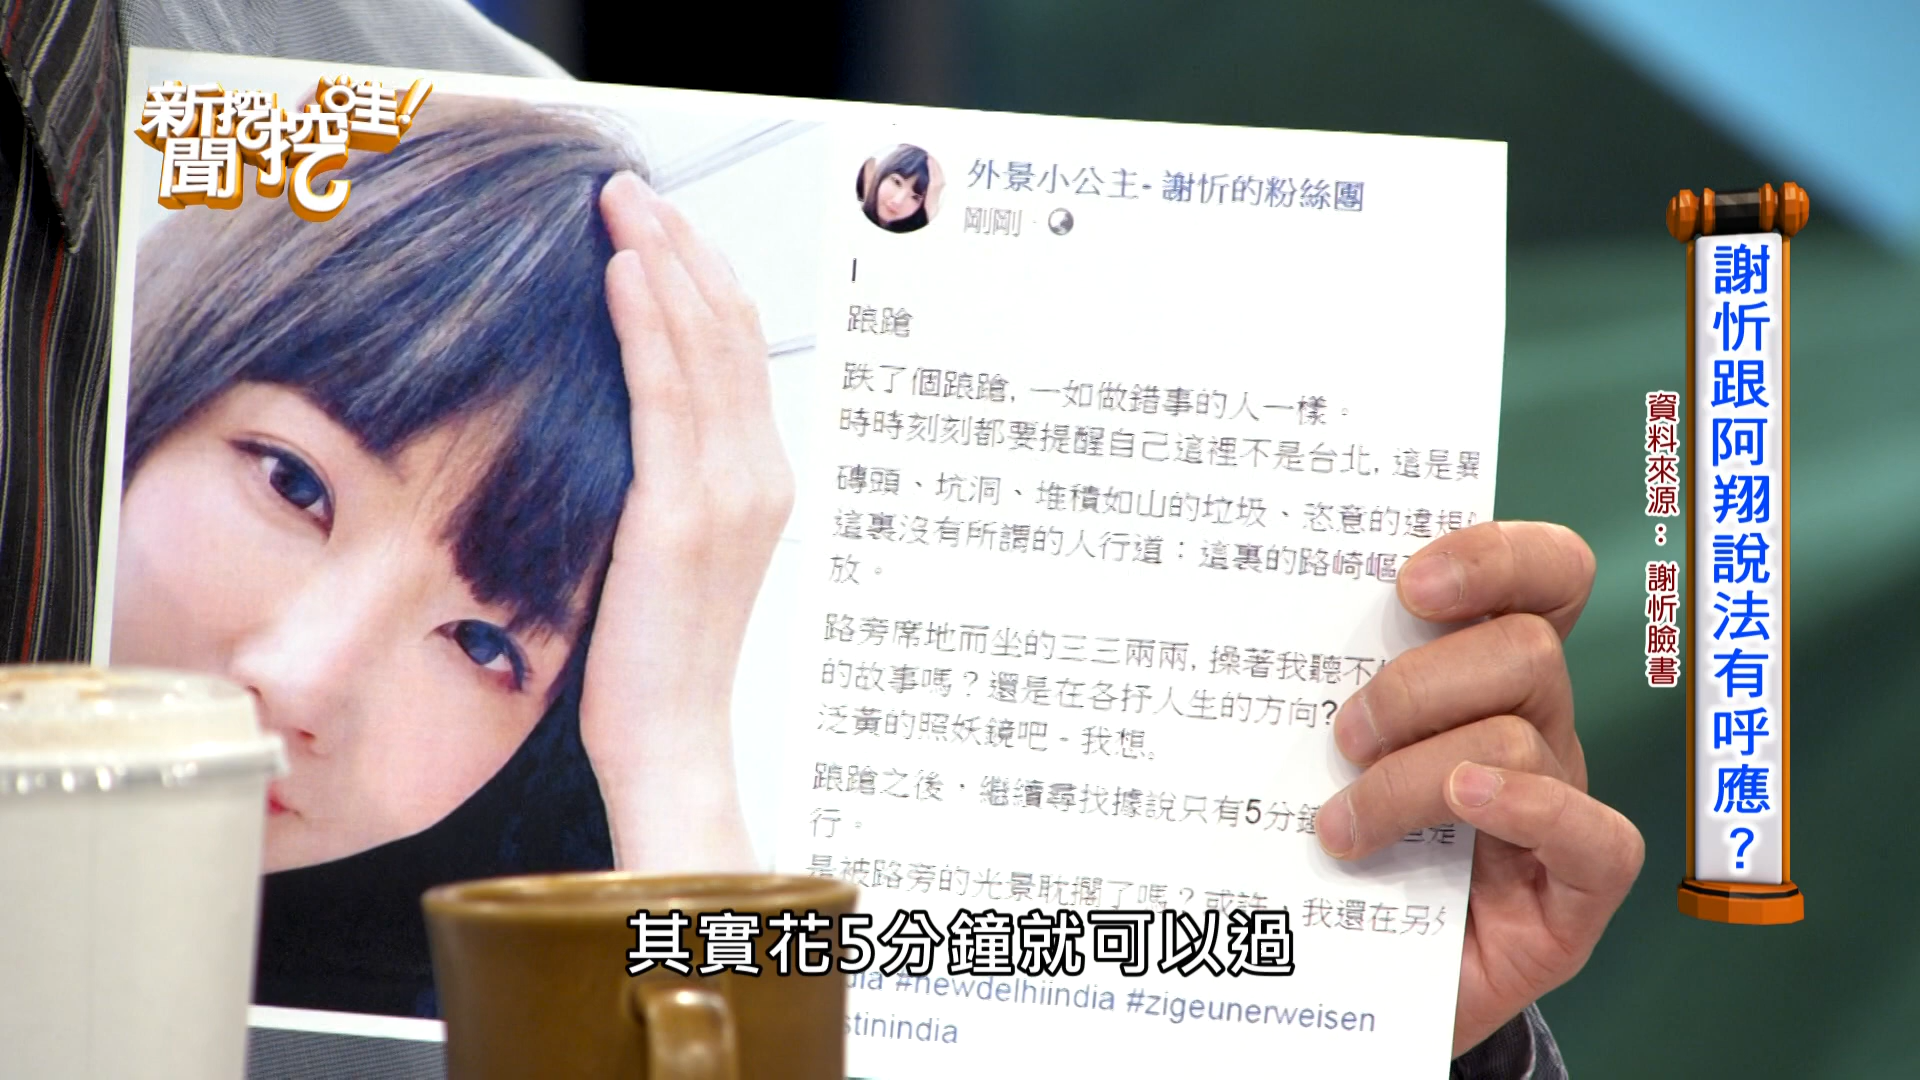 新聞挖挖哇!
外景小公主- 謝忻的粉絲團
剛剛
踉蹌
跌了個踉蹌,一如做錯事的人一樣。
時時刻刻都要提醒自己這裡不是台北,這是異
磚頭、坑洞、堆積如山的垃圾、恣意的違規
這裏沒有所謂的人行道;這裏的路崎嶇
放。
路旁席地而坐的三三兩兩,操著我聽不
的故事嗎?還是在各抒人生的方向?
泛黃的照妖鏡吧-我想。
踉蹌之後,繼續尋找據說只有5分鐘
行。
是被路旁的光景耽擱了嗎?或許,我還在另
dia #newdelhiindia #zigeunerweisen
stinindia
謝忻跟阿翔說法有呼應?
資料來源:謝忻臉書
其實花5分鐘就可以過